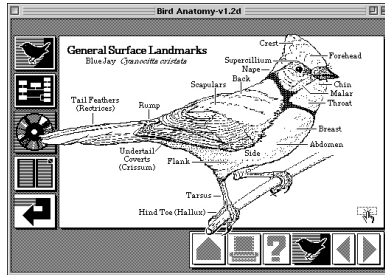 Bird Anatomy-v1.2d
General Surface Landmarks
Blue Jay Cyanocitta cristata
Crest
Forehead
Supercillium
Nape
Back
Scapulars
Chin
Malar
Throat
Tail Feathers
(Rectrices)
Rump
Breast
Abdomen
Undertail
Coverts
(Crissum)
Side
Flank
Tarsus
Hind Toe (Hallux)
?